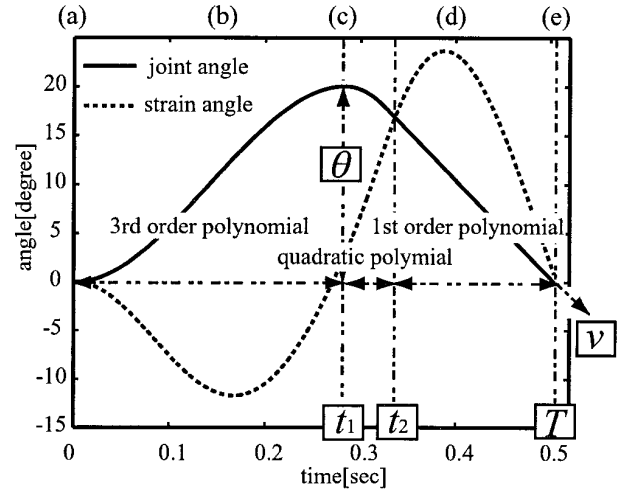 (a) (b) (c) (d) (e)
joint angle
strain angle
20
15
10
5
0
-5
-10
-15
angle[degree]
θ
3rd order polynomial
1st order polynomial
quadratic polymial
v
t1 t2 T
0 0.1 0.2 0.3 0.4 0.5
time[sec]